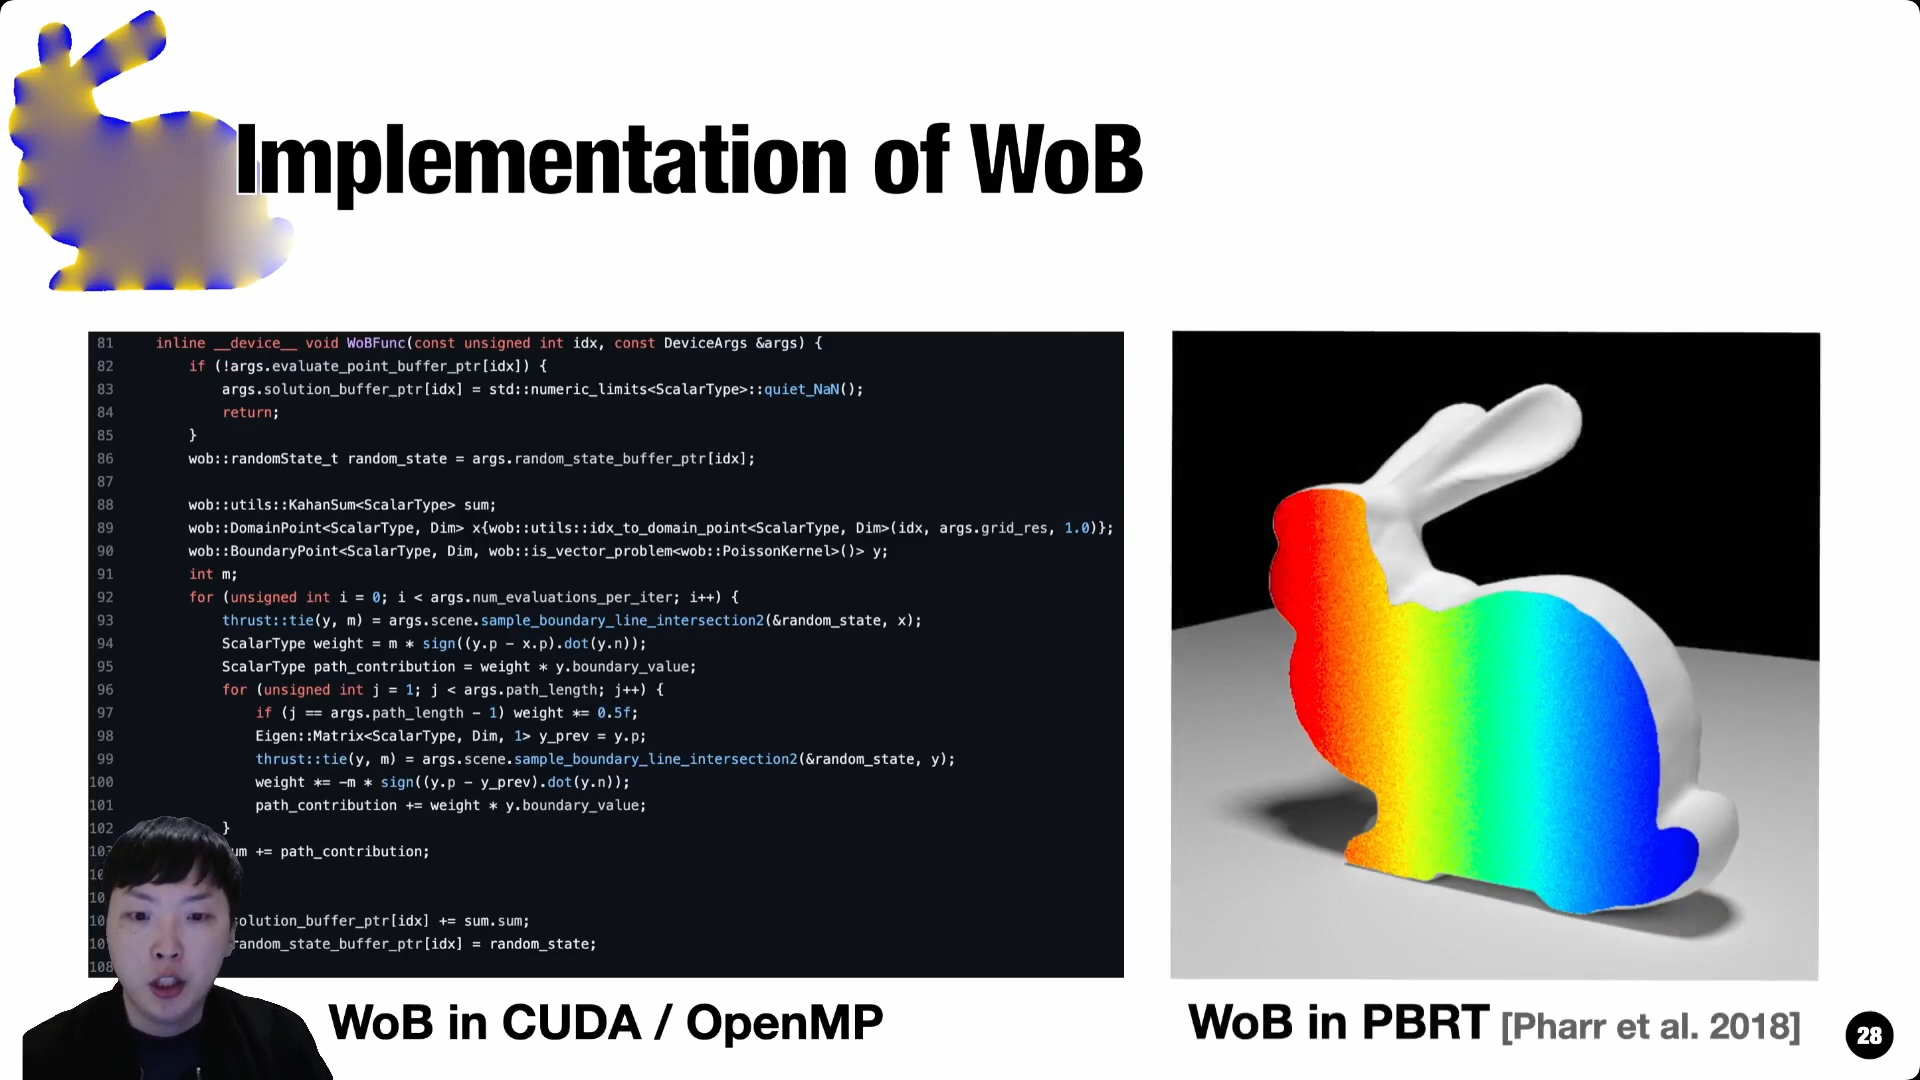 Implementation of WoB
81 inline __device__ void WoBFunc(const unsigned int idx, const DeviceArgs &args) {
82 if (!args.evaluate_point_buffer_ptr[idx]) {
83 args.solution_buffer_ptr[idx] = std::numeric_limits<ScalarType>::quiet_NaN();
84 return;
85 }
86 wob::randomState_t random_state = args.random_state_buffer_ptr[idx];
87
88 wob::utils::KahanSum<ScalarType> sum;
89 wob::DomainPoint<ScalarType, Dim> x{wob::utils::idx_to_domain_point<ScalarType, Dim>(idx, args.grid_res, 1.0)};
90 wob::BoundaryPoint<ScalarType, Dim, wob::is_vector_problem<wob::PoissonKernel>()> y;
91 int m;
92 for (unsigned int i = 0; i < args.num_evaluations_per_iter; i++) {
93 thrust::tie(y, m) = args.scene.sample_boundary_line_intersection2(&random_state, x);
94 ScalarType weight = m * sign((y.p - x.p).dot(y.n));
95 ScalarType path_contribution = weight * y.boundary_value;
96 for (unsigned int j = 1; j < args.path_length; j++) {
97 if (j == args.path_length - 1) weight *= 0.5f;
98 Eigen::Matrix<ScalarType, Dim, 1> y_prev = y.p;
99 thrust::tie(y, m) = args.scene.sample_boundary_line_intersection2(&random_state, y);
100 weight *= -m * sign((y.p - y_prev).dot(y.n));
101 path_contribution += weight * y.boundary_value;
102 }
+= path_contribution;
solution_buffer_ptr[idx] += sum.sum;
random_state_buffer_ptr[idx] = random_state;
108
WoB in CUDA / OpenMP
WoB in PBRT [Pharr et al. 2018]
28